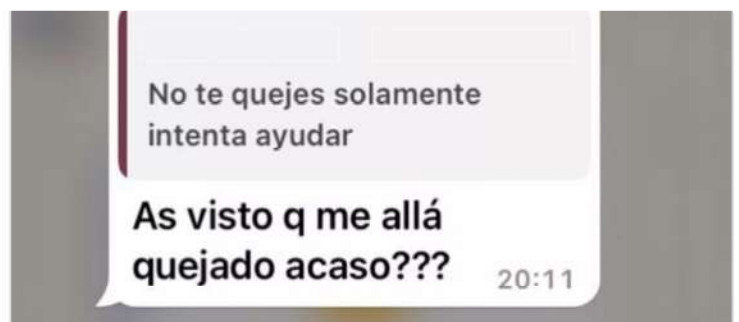 No te quejes solamente
intenta ayudar
As visto q me allá
quejado acaso???
20:11